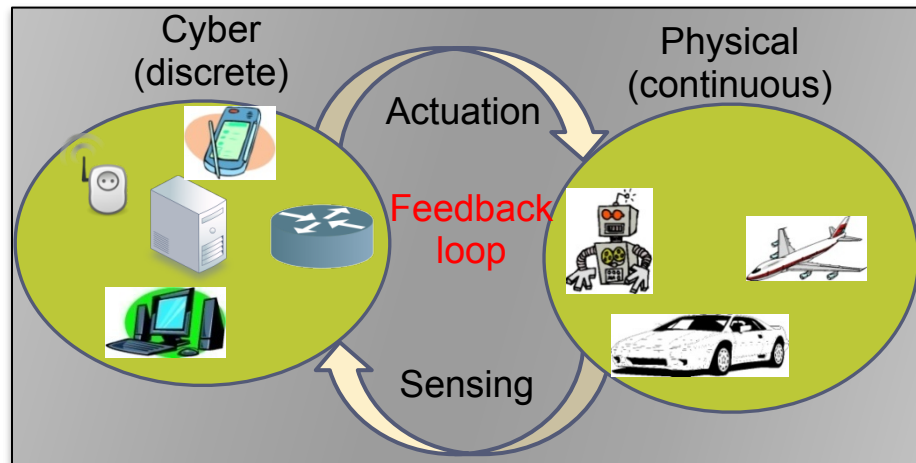 Cyber
(discrete)
Physical
(continuous)
Actuation
Feedback
loop
Sensing